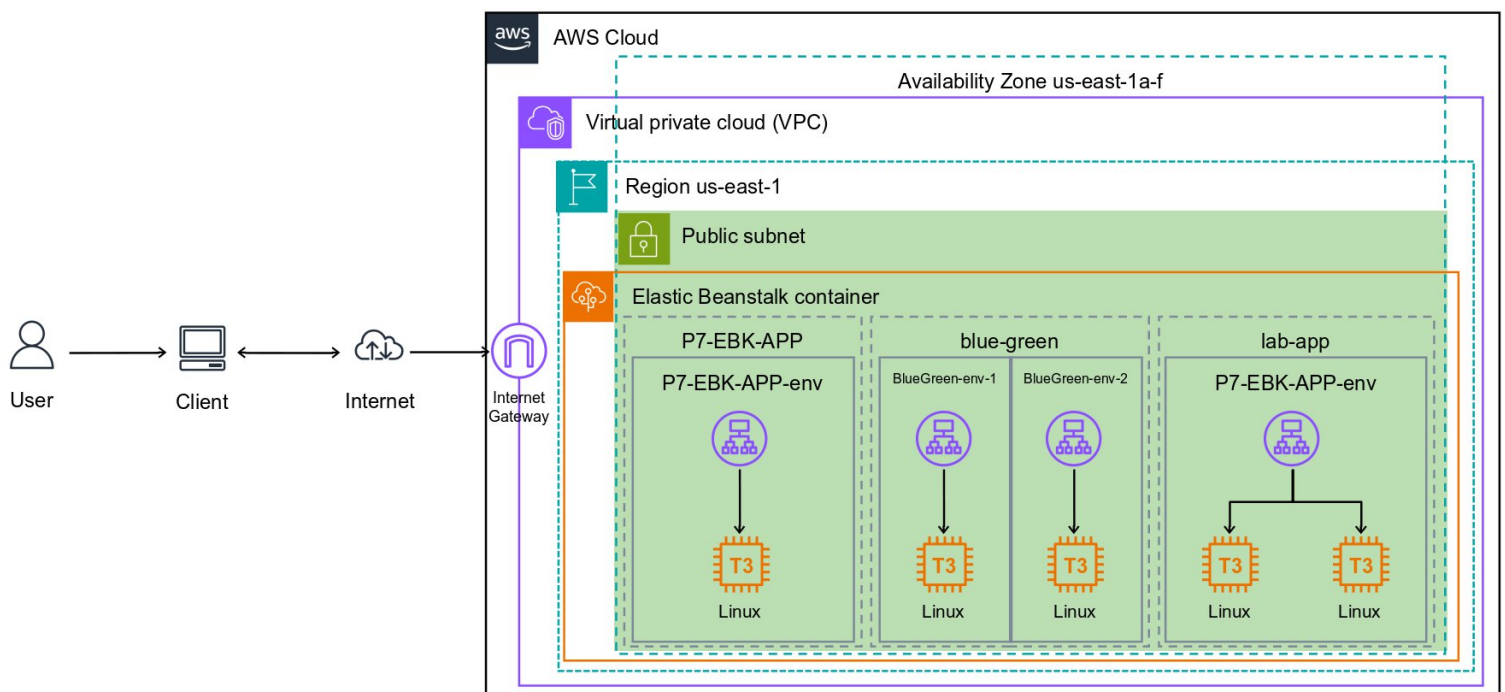 aws
AWS Cloud
Availability Zone us-east-1a-f
Virtual private cloud (VPC)
Region us-east-1
Public subnet
Elastic Beanstalk container
P7-EBK-APP
blue-green
lab-app
P7-EBK-APP-env
BlueGreen-env-1
BlueGreen-env-2
P7-EBK-APP-env
User
Client
Internet
Internet
Gateway
T3
T3
T3
T3
T3
Linux
Linux
Linux
Linux
Linux